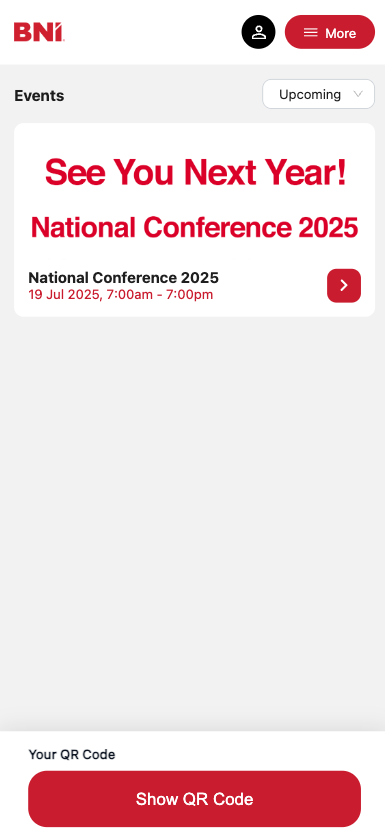 BNI
More
Events
Upcoming
See You Next Year!
National Conference 2025
National Conference 2025
19 Jul 2025, 7:00am - 7:00pm
Your QR Code
Show QR Code